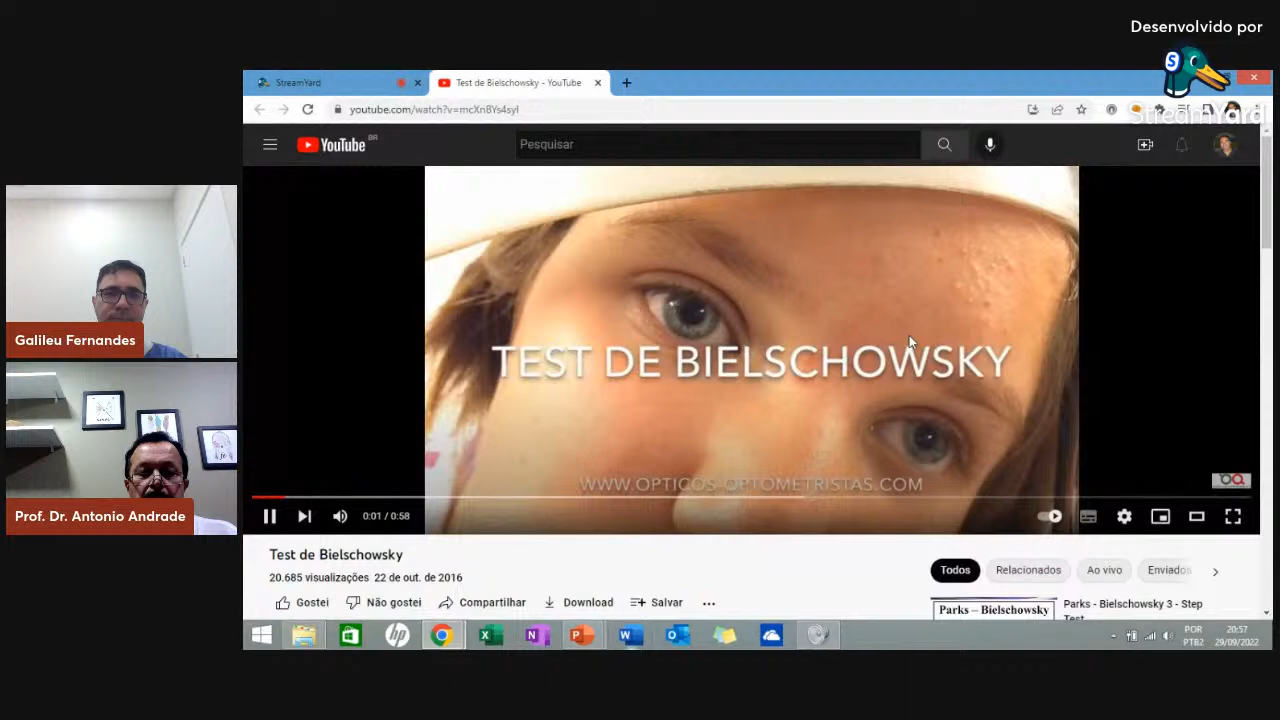 Desenvolvido por
StreamYard
StreamYard
Test de Bielschowsky - YouTube
youtube.com/watch?v=mcXn8Ys4syI
YouTube BR
Pesquisar
TEST DE BIELSCHOWSKY
WWW.OPTICOS-OPTOMETRISTAS.COM
0:01 / 0:58
Galileu Fernandes
Prof. Dr. Antonio Andrade
Test de Bielschowsky
20.685 visualizações 22 de out. de 2016
Gostei
Não gostei
Compartilhar
Download
Salvar
Todos
Relacionados
Ao vivo
Enviados
Parks – Bielschowsky
Parks - Bielschowsky 3 - Step
Test
POR
PTB2
20:57
29/09/2022